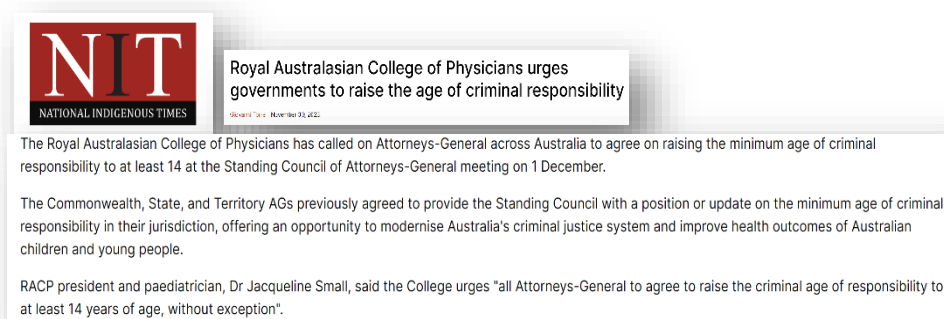 NIT
NATIONAL INDIGENOUS TIMES
Royal Australasian College of Physicians urges
governments to raise the age of criminal responsibility
Giovanni Torre November 03, 2023
The Royal Australasian College of Physicians has called on Attorneys-General across Australia to agree on raising the minimum age of criminal
responsibility to at least 14 at the Standing Council of Attorneys-General meeting on 1 December.
The Commonwealth, State, and Territory AGs previously agreed to provide the Standing Council with a position or update on the minimum age of criminal
responsibility in their jurisdiction, offering an opportunity to modernise Australia's criminal justice system and improve health outcomes of Australian
children and young people.
RACP president and paediatrician, Dr Jacqueline Small, said the College urges "all Attorneys-General to agree to raise the criminal age of responsibility to
at least 14 years of age, without exception".